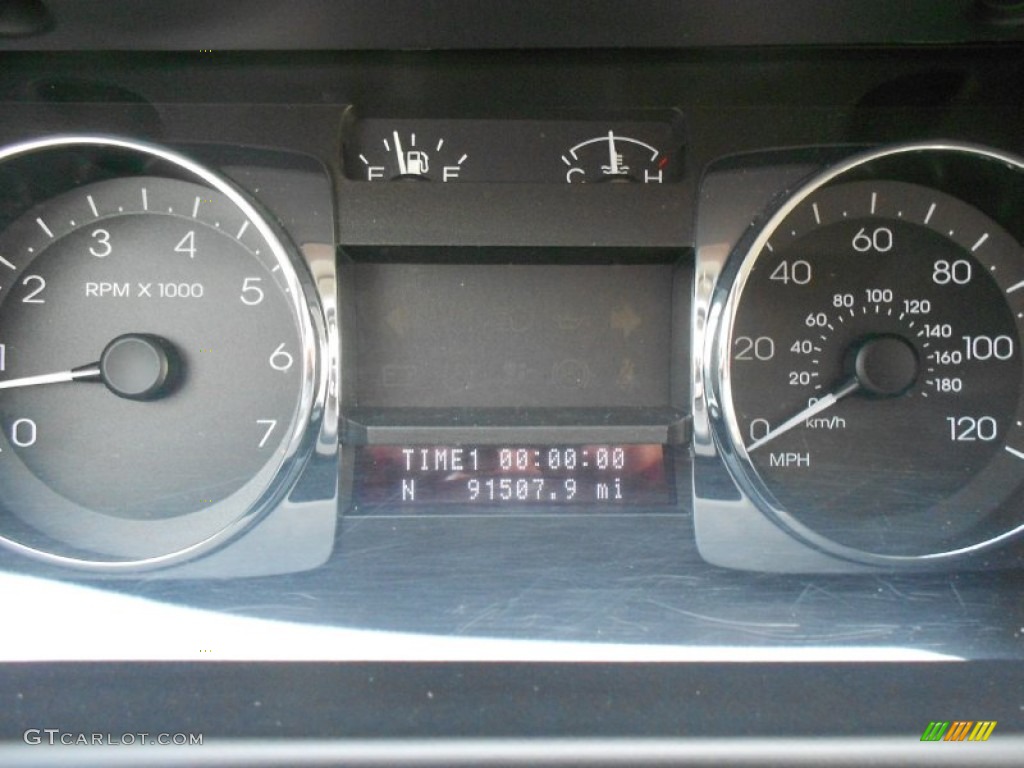 F F
C H
RPM X 1000
0 1 2 3 4 5 6 7
0 20 40 60 80 100 120
MPH
0 20 40 60 80 100 120 140 160 180
km/h
TIME1 00:00:00
N 91507.9 mi
GTCARLOT.COM